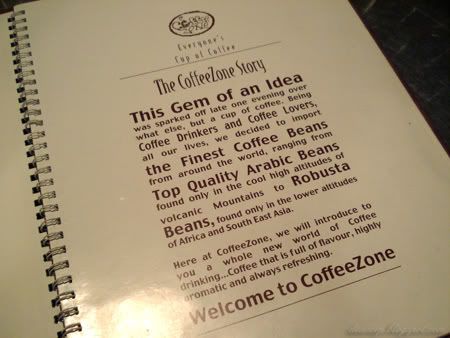 COFFEE ZONE
Everyone's
Cup of Coffee
The CoffeeZone Story
This Gem of an Idea
was sparked off late one evening over
what else, but a cup of coffee. Being
Coffee Drinkers and Coffee Lovers,
all our lives, we decided to import
the Finest Coffee Beans
from around the world, ranging from
Top Quality Arabic Beans
found only in the cool high altitudes of
volcanic Mountains to Robusta
Beans, found only in the lower altitudes
of Africa and South East Asia.
Here at CoffeeZone, we will introduce to
you a whole new world of Coffee
drinking...Coffee that is full of flavour, highly
aromatic and always refreshing.
Welcome to CoffeeZone